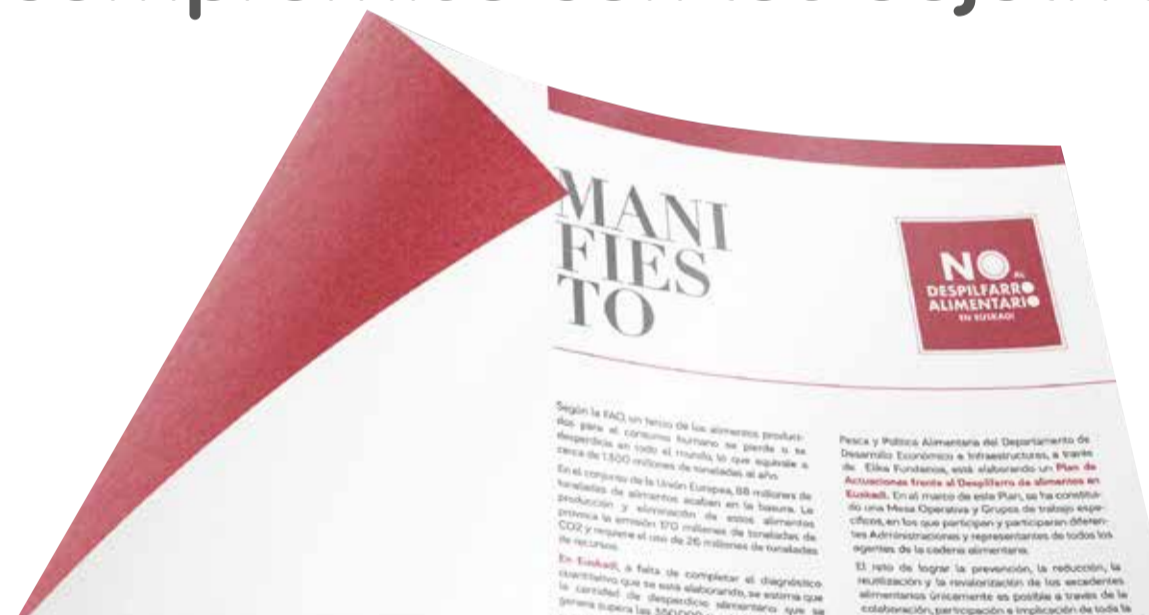 MANI
FIES
TO
NO AL
DESPILFARRO
ALIMENTARIO
EN EUSKADI
Según la FAO, un tercio de los alimentos produci-
dos para el consumo humano se pierde o se
desperdicia en todo el mundo, lo que equivale a
cerca de 1.300 millones de toneladas al año.
En el conjunto de la Unión Europea, 88 millones de
toneladas de alimentos acaban en la basura. La
producción y eliminación de estos alimentos
provoca la emisión 170 millones de toneladas de
CO2 y requiere el uso de 26 millones de toneladas
de recursos.
En Euskadi, a falta de completar el diagnóstico
cuantitativo que se está elaborando, se estima que
la cantidad de desperdicio alimentario que se
genera supera las
Pesca y Política Alimentaria del Departamento de
Desarrollo Económico e Infraestructuras, a través
de Elika Fundazioa, está elaborando un Plan de
Actuaciones frente al Despilfarro de alimentos en
Euskadi. En el marco de este Plan, se ha constitui-
do una Mesa Operativa y Grupos de trabajo espe-
cíficos, en los que participan y participaran diferen-
tes Administraciones y representantes de todos los
agentes de la cadena alimentaria.
El reto de lograr la prevención, la reducción, la
reutilización y la revalorización de los excedentes
alimentarios únicamente es posible a través de la
colaboración, participación e implicación de toda la